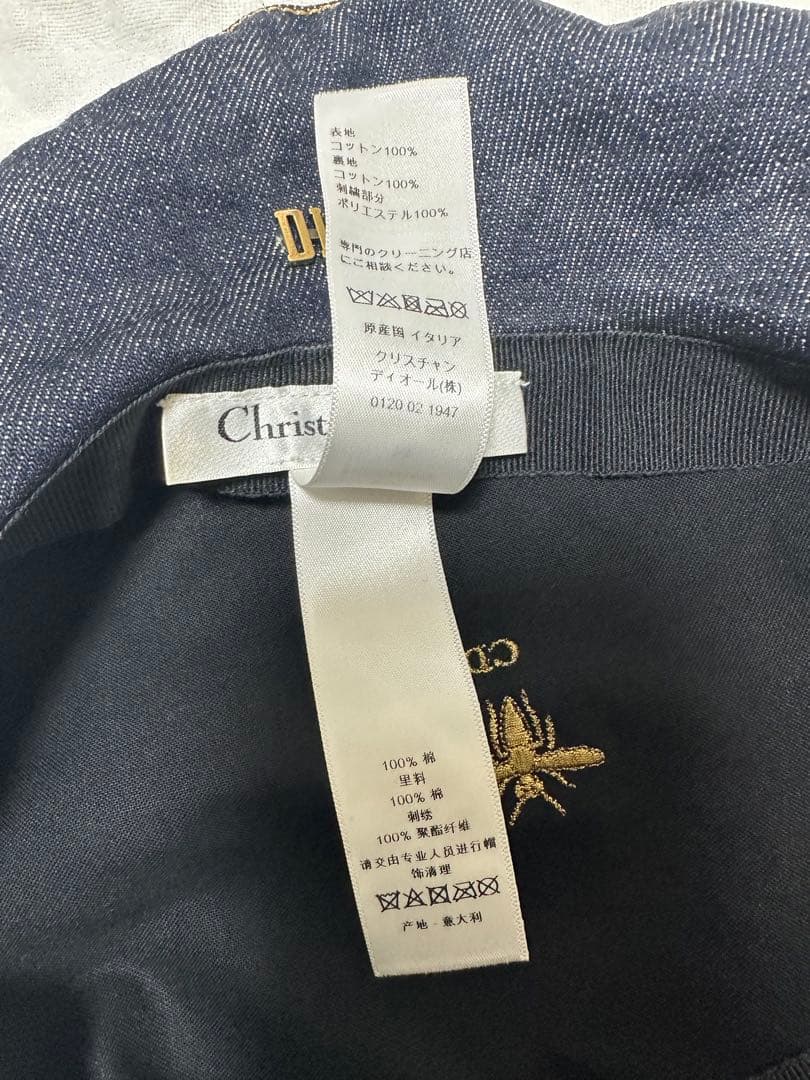 表地
コットン100%
裏地
コットン100%
刺繍部分
ポリエステル100%
専門のクリーニング店
にご相談ください。
原産国 イタリア
クリスチャン
ディオール(株)
0120 02 1947
Christ
CD
100% 棉
里料
100% 棉
刺绣
100% 聚酯纤维
请交由专业人员进行帽
饰清理
产地 - 意大利